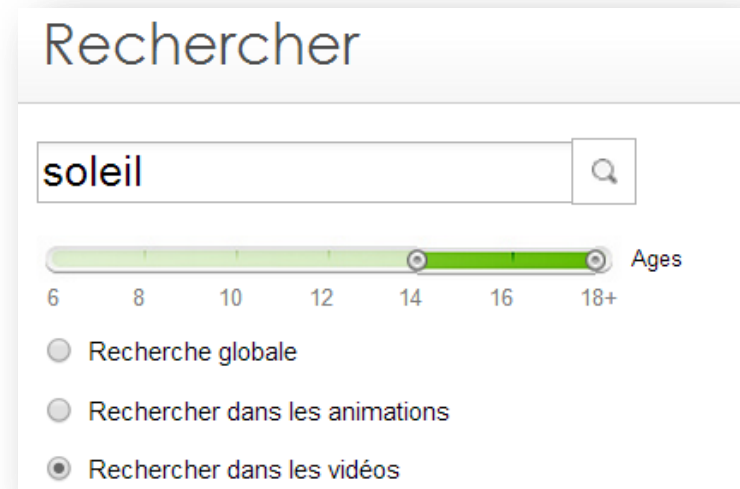 Rechercher
soleil
Ages
6 8 10 12 14 16 18+
Recherche globale
Rechercher dans les animations
Rechercher dans les vidéos